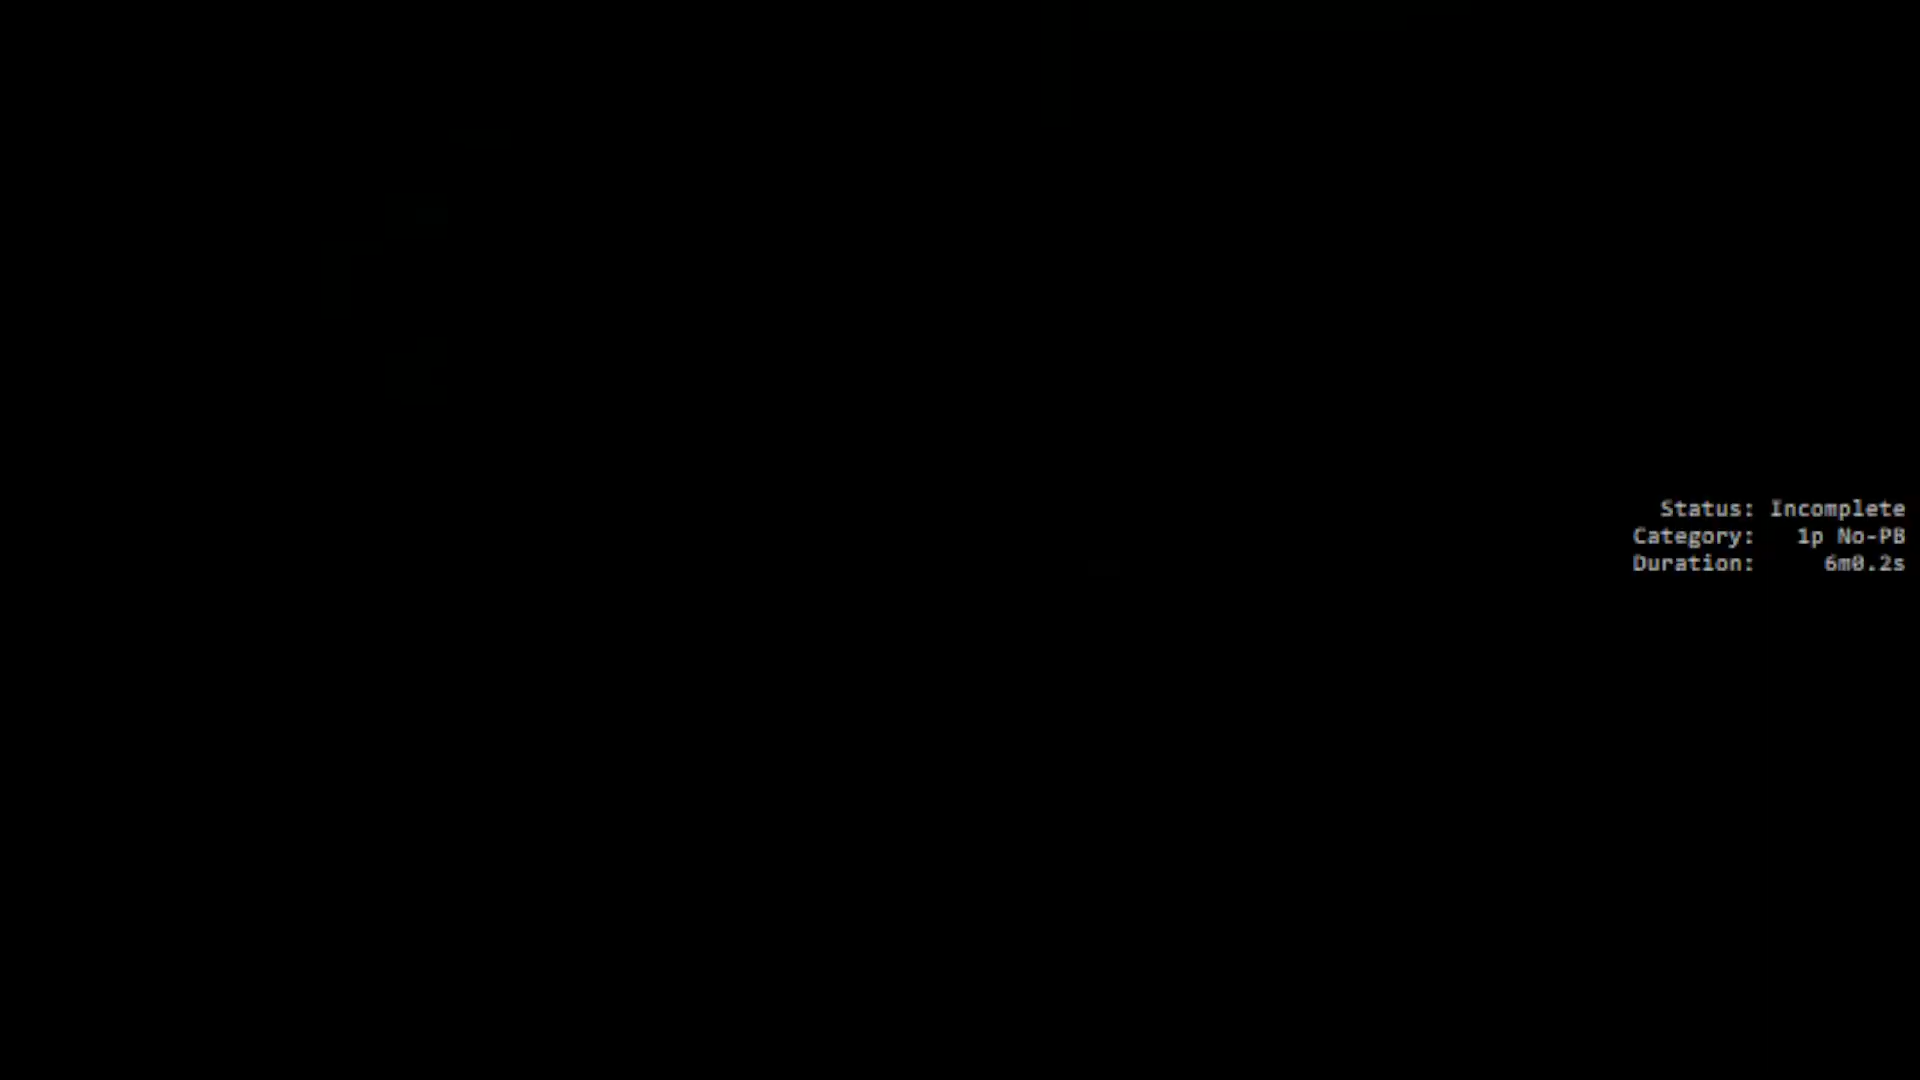 Status: Incomplete
Category: 1p No-PB
Duration: 6m0.2s